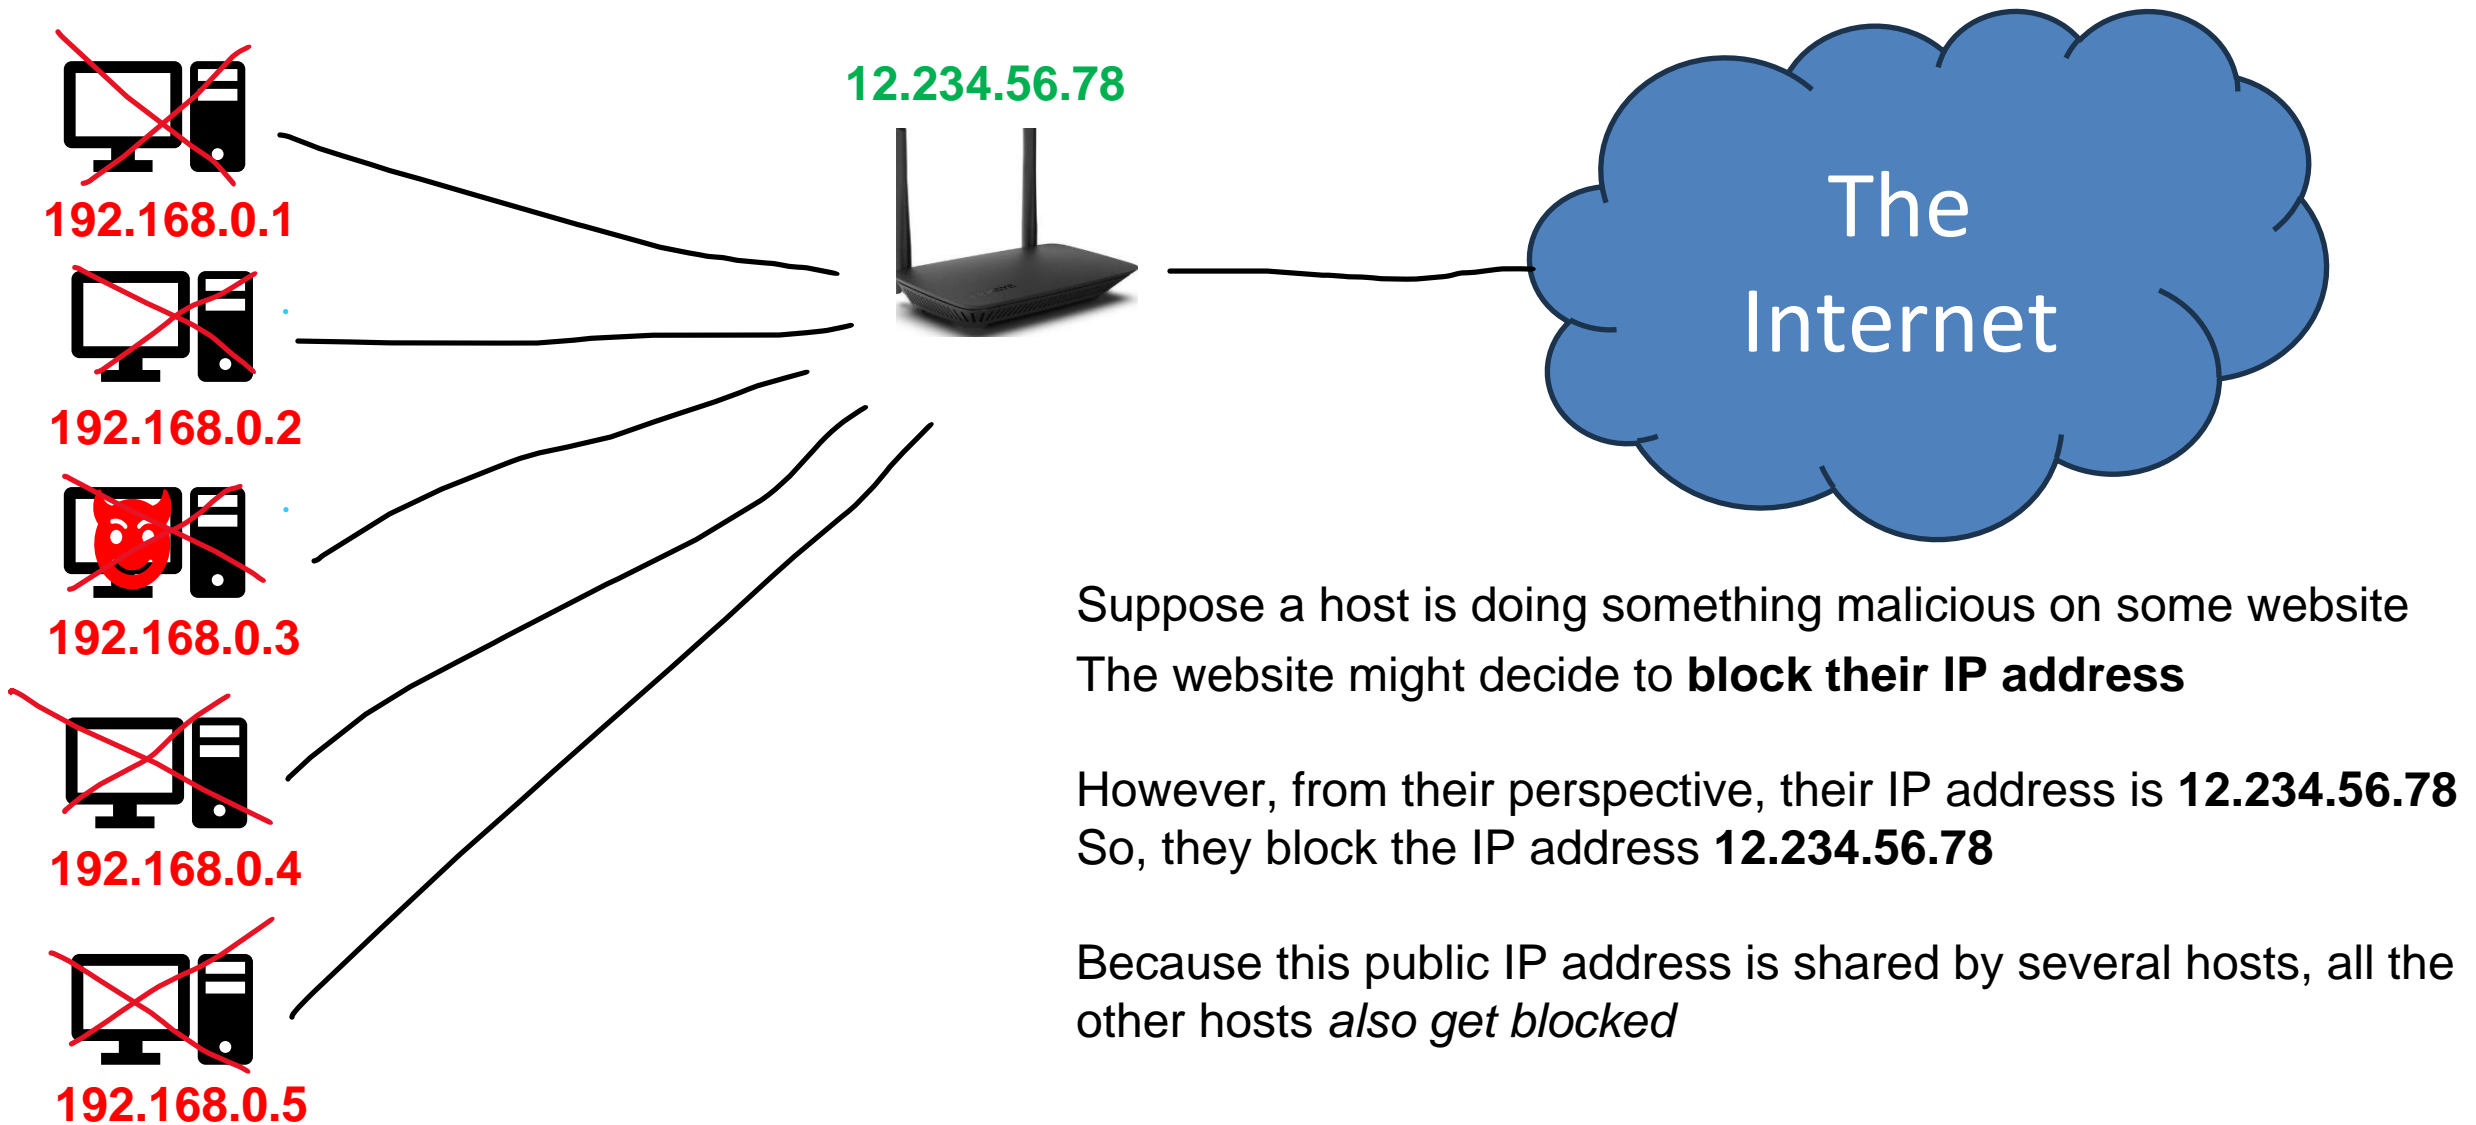 12.234.56.78
192.168.0.1
192.168.0.2
192.168.0.3
192.168.0.4
192.168.0.5
The
Internet
Suppose a host is doing something malicious on some website
The website might decide to block their IP address
However, from their perspective, their IP address is 12.234.56.78
So, they block the IP address 12.234.56.78
Because this public IP address is shared by several hosts, all the
other hosts also get blocked